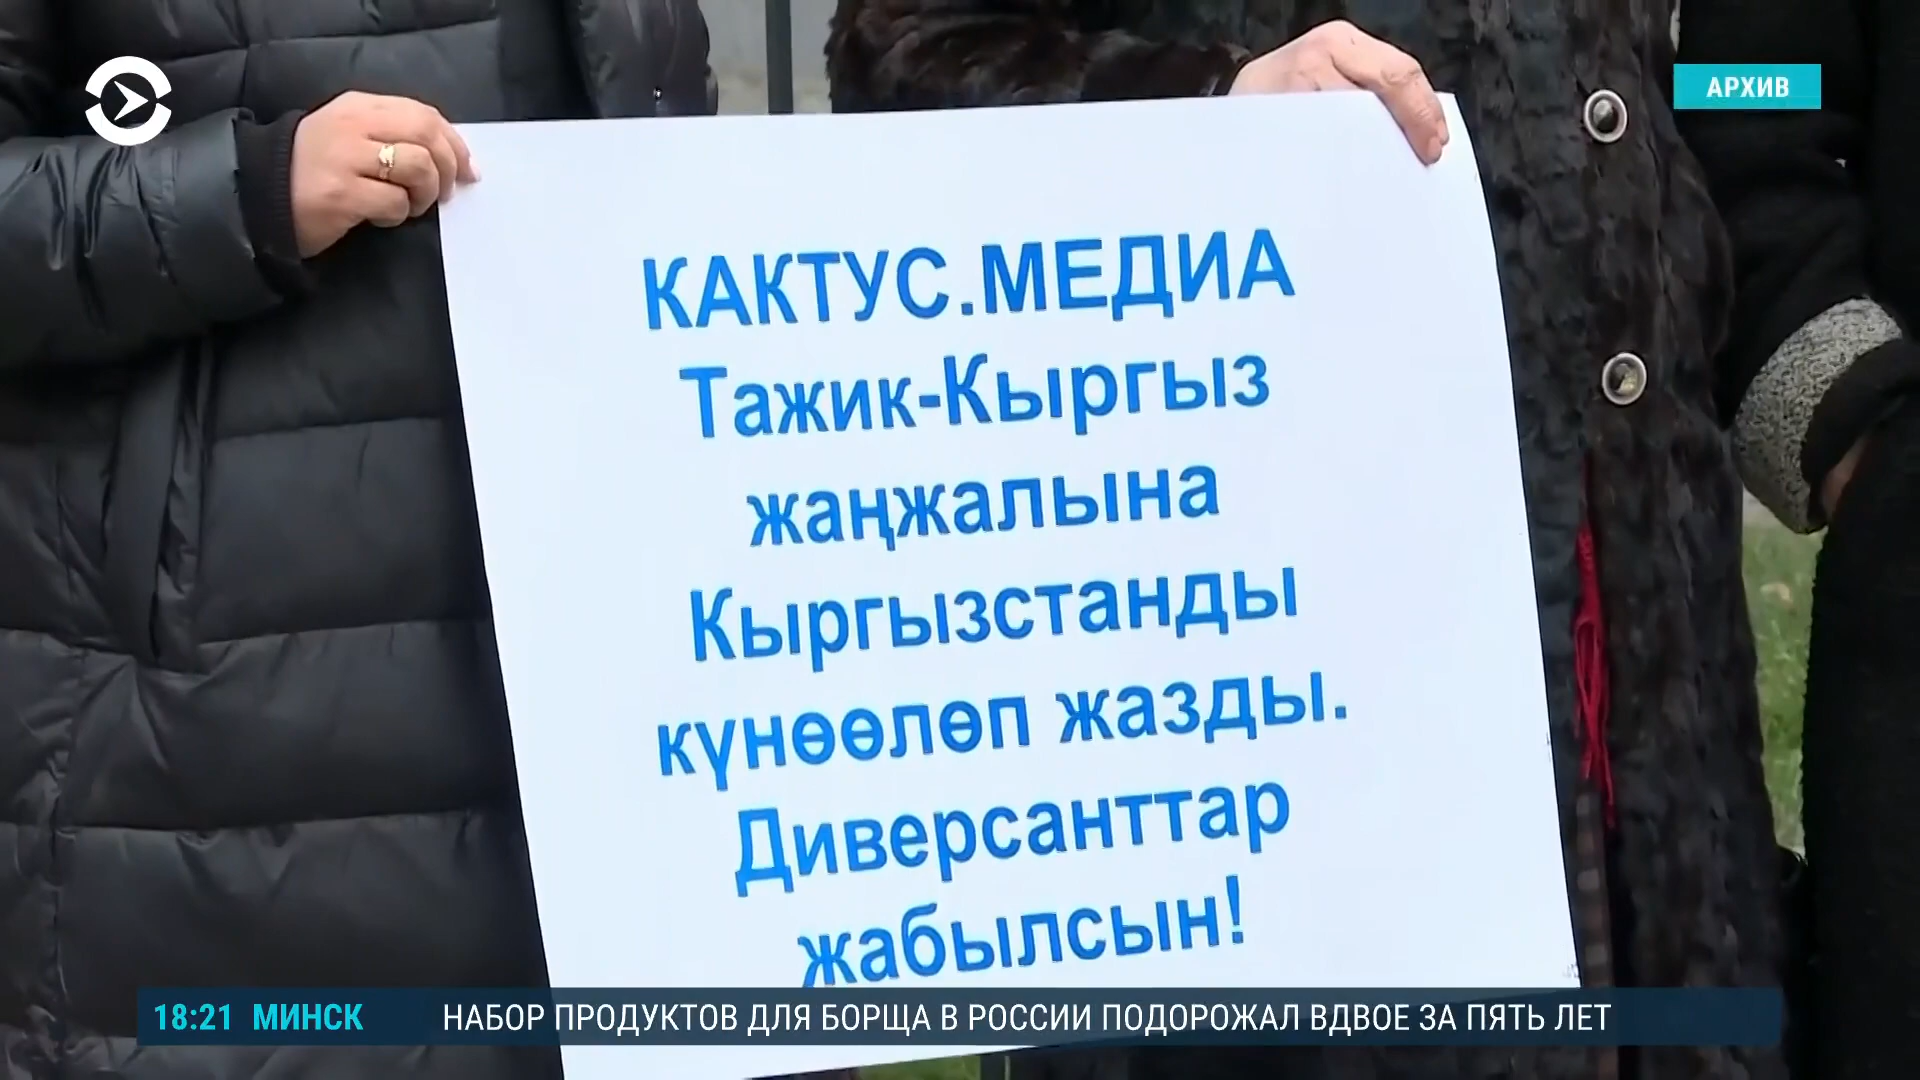 АРХИВ
КАКТУС.МЕДИА
Тажик-Кыргыз
жаңжалына
Кыргызстанды
күнөөлөп жазды.
Диверсанттар
жабылсын!
18:21 МИНСК НАБОР ПРОДУКТОВ ДЛЯ БОРЩА В РОССИИ ПОДОРОЖАЛ ВДВОЕ ЗА ПЯТЬ ЛЕТ